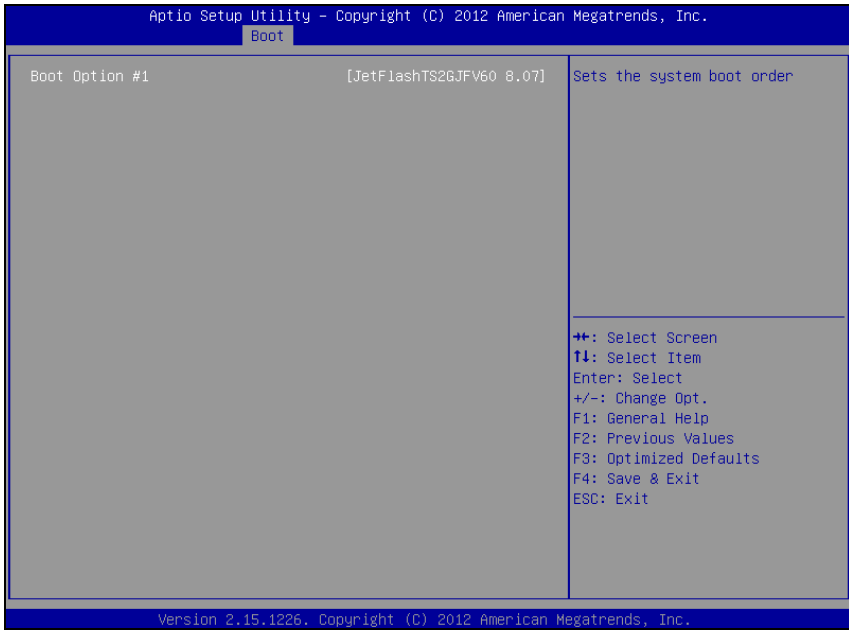 Aptio Setup Utility – Copyright (C) 2012 American Megatrends, Inc.
Boot
Boot Option #1 [JetFlashTS2GJFV60 8.07]
Sets the system boot order
→←: Select Screen
↑↓: Select Item
Enter: Select
+/-: Change Opt.
F1: General Help
F2: Previous Values
F3: Optimized Defaults
F4: Save & Exit
ESC: Exit
Version 2.15.1226. Copyright (C) 2012 American Megatrends, Inc.